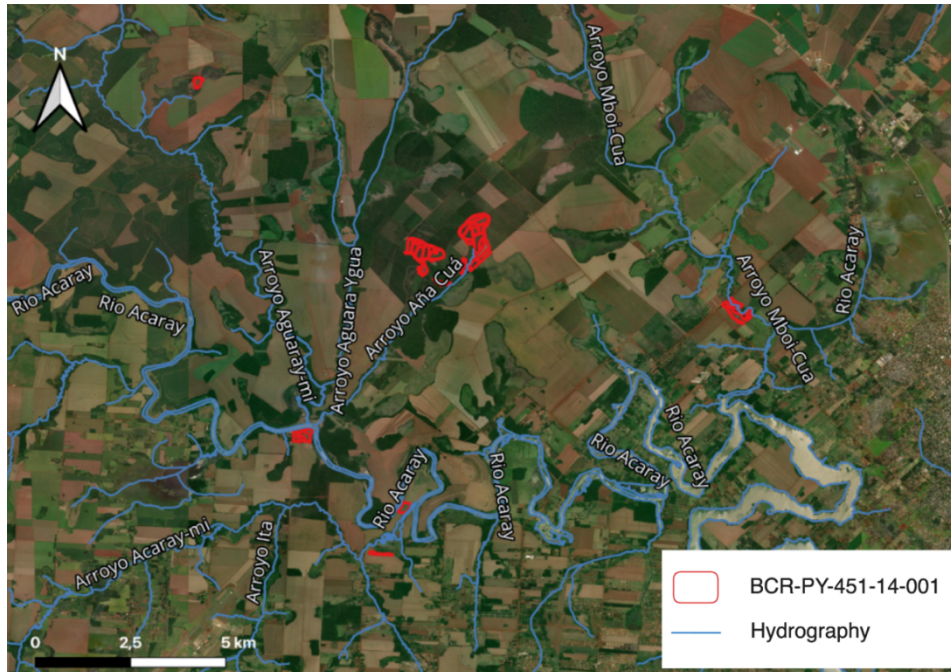 N
Arroyo Mboi-Cua
Rio Acaray
Rio Acaray
Arroyo Aguaray-mi
Arroyo Aguara Ygua
Arroyo Aña Cuá
Arroyo Mboi-Cua
Rio Acaray
Rio Acaray
Rio Acaray
Rio Acaray
Rio Acaray
Arroyo Acaray-mi
Arroyo Ita
0 2,5 5 km
BCR-PY-451-14-001
Hydrography